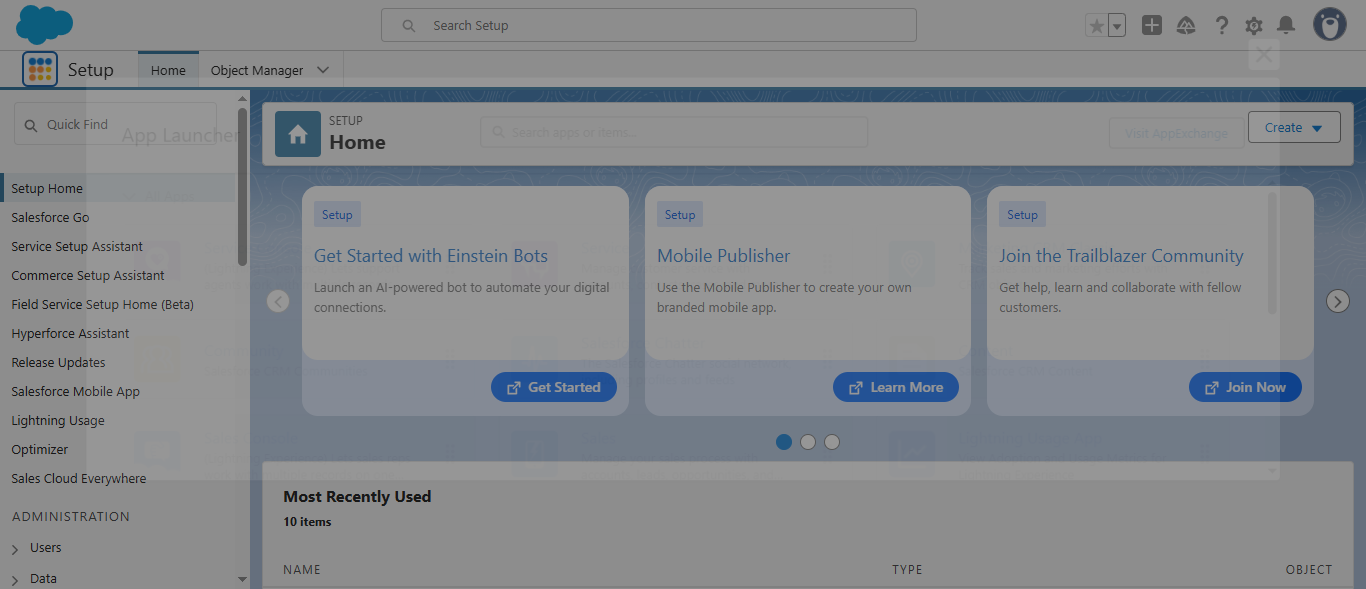 Search Setup
Setup
Home
Object Manager
Quick Find
App Launcher
SETUP
Home
Search apps or items...
Visit AppExchange
Create
Setup Home
Salesforce Go
Service Setup Assistant
Commerce Setup Assistant
Field Service Setup Home (Beta)
Hyperforce Assistant
Release Updates
Salesforce Mobile App
Lightning Usage
Optimizer
Sales Cloud Everywhere
ADMINISTRATION
Users
Data
Setup
Get Started with Einstein Bots
Launch an AI-powered bot to automate your digital
connections.
Get Started
Setup
Mobile Publisher
Use the Mobile Publisher to create your own
branded mobile app.
Learn More
Setup
Join the Trailblazer Community
Get help, learn and collaborate with fellow
customers.
Join Now
Most Recently Used
10 items
NAME
TYPE
OBJECT